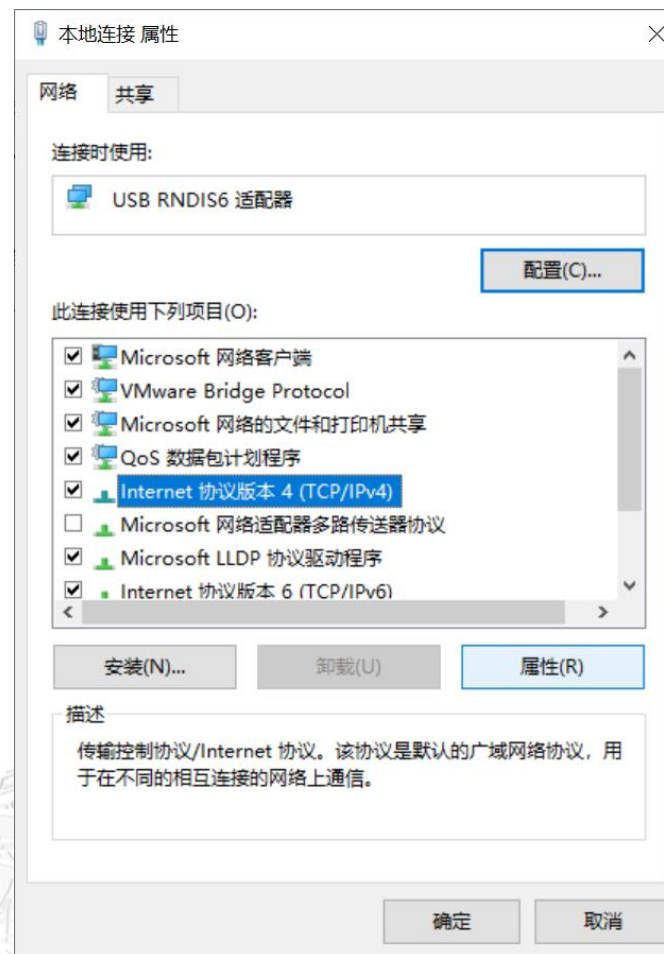 本地连接 属性
网络
共享
连接时使用:
USB RNDIS6 适配器
配置(C)...
此连接使用下列项目(O):
Microsoft 网络客户端
VMware Bridge Protocol
Microsoft 网络的文件和打印机共享
QoS 数据包计划程序
Internet 协议版本 4 (TCP/IPv4)
Microsoft 网络适配器多路传送器协议
Microsoft LLDP 协议驱动程序
Internet 协议版本 6 (TCP/IPv6)
安装(N)...
卸载(U)
属性(R)
描述
传输控制协议/Internet 协议。该协议是默认的广域网络协议，用
于在不同的相互连接的网络上通信。
确定
取消